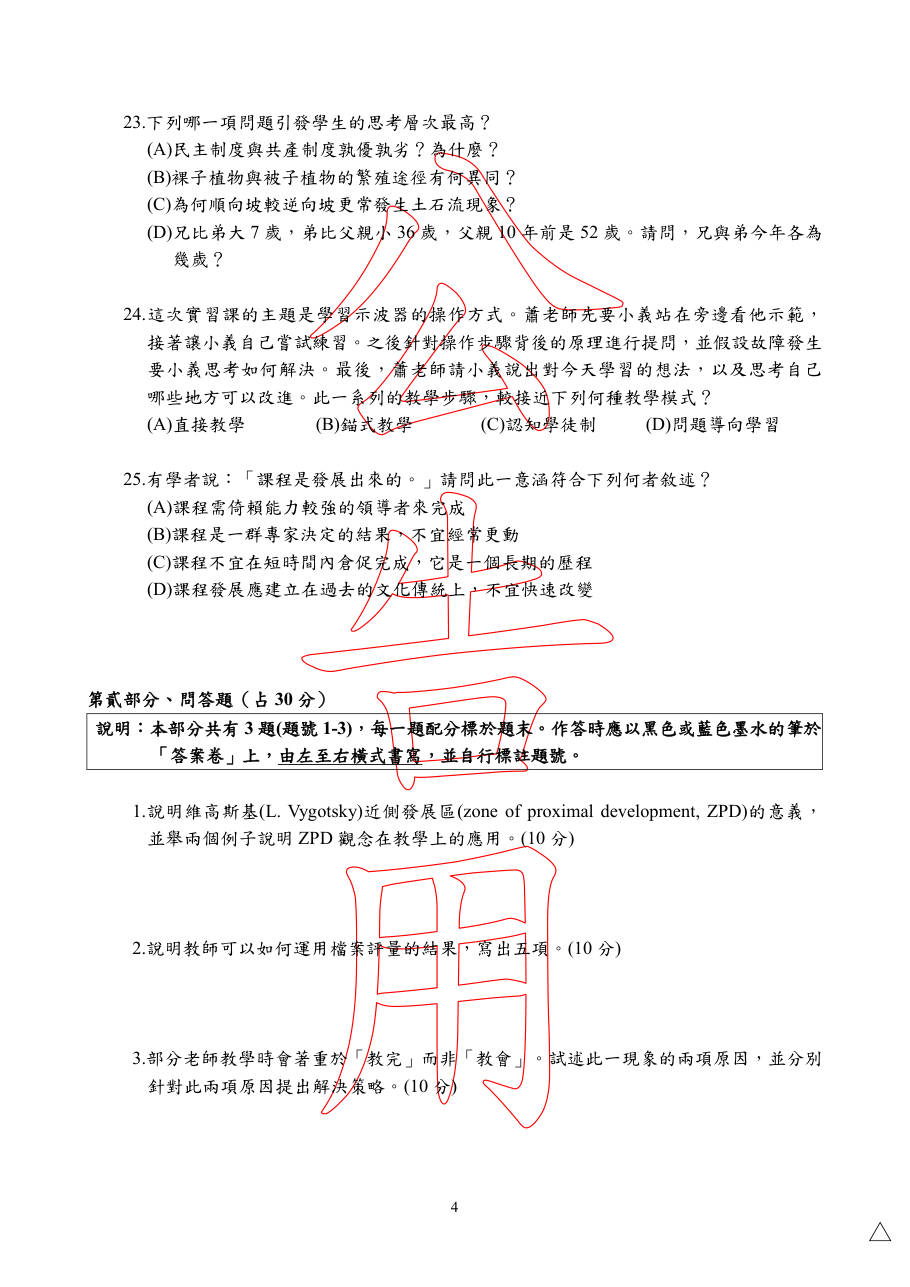 23.下列哪一項問題引發學生的思考層次最高？
(A)民主制度與共產制度孰優孰劣？為什麼？
(B)裸子植物與被子植物的繁殖途徑有何異同？
(C)為何順向坡較逆向坡更常發生土石流現象？
(D)兄比弟大 7 歲，弟比父親小 36 歲，父親 10 年前是 52 歲。請問，兄與弟今年各為
幾歲？
24.這次實習課的主題是學習示波器的操作方式。蕭老師先要小義站在旁邊看他示範，
接著讓小義自己嘗試練習。之後針對操作步驟背後的原理進行提問，並假設故障發生
要小義思考如何解決。最後，蕭老師請小義說出對今天學習的想法，以及思考自己
哪些地方可以改進。此一系列的教學步驟，較接近下列何種教學模式？
(A)直接教學 (B)錨式教學 (C)認知學徒制 (D)問題導向學習
25.有學者說：「課程是發展出來的。」請問此一意涵符合下列何者敘述？
(A)課程需倚賴能力較強的領導者來完成
(B)課程是一群專家決定的結果，不宜經常更動
(C)課程不宜在短時間內倉促完成，它是一個長期的歷程
(D)課程發展應建立在過去的文化傳統上，不宜快速改變
第貳部分、問答題（占 30 分）
說明：本部分共有 3 題(題號 1-3)，每一題配分標於題末。作答時應以黑色或藍色墨水的筆於
「答案卷」上，由左至右橫式書寫，並自行標註題號。
1.說明維高斯基(L. Vygotsky)近側發展區(zone of proximal development, ZPD)的意義，
並舉兩個例子說明 ZPD 觀念在教學上的應用。(10 分)
2.說明教師可以如何運用檔案評量的結果，寫出五項。(10 分)
3.部分老師教學時會著重於「教完」而非「教會」。試述此一現象的兩項原因，並分別
針對此兩項原因提出解決策略。(10 分)
公告用
4